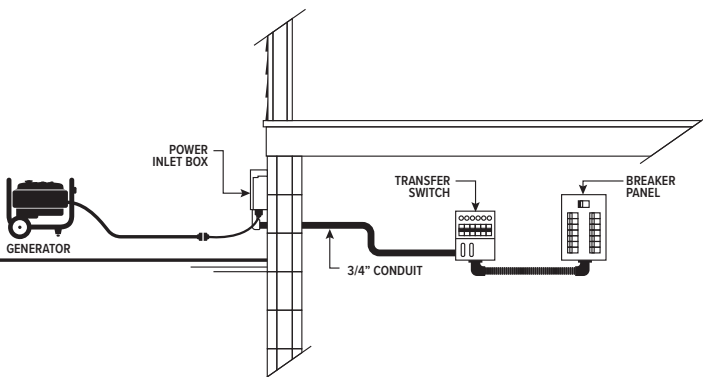 POWER
INLET BOX
TRANSFER
SWITCH
BREAKER
PANEL
GENERATOR
3/4” CONDUIT